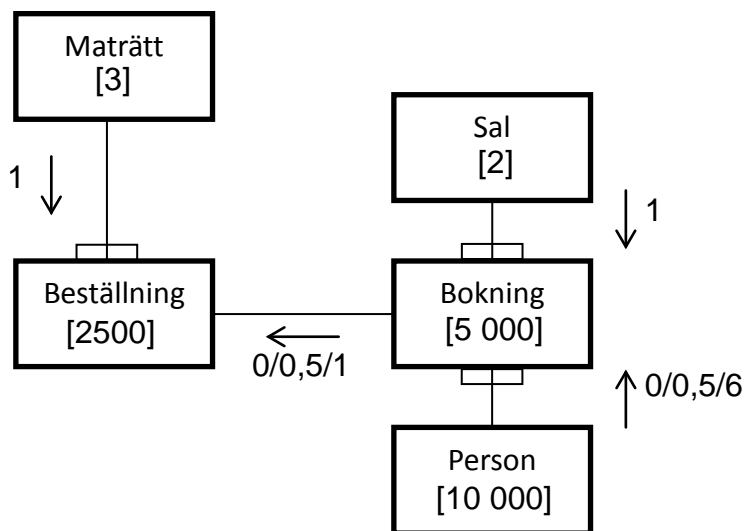 Maträtt
[3]
Sal
[2]
1
1
Beställning
[2500]
Bokning
[5 000]
0/0,5/1
0/0,5/6
Person
[10 000]